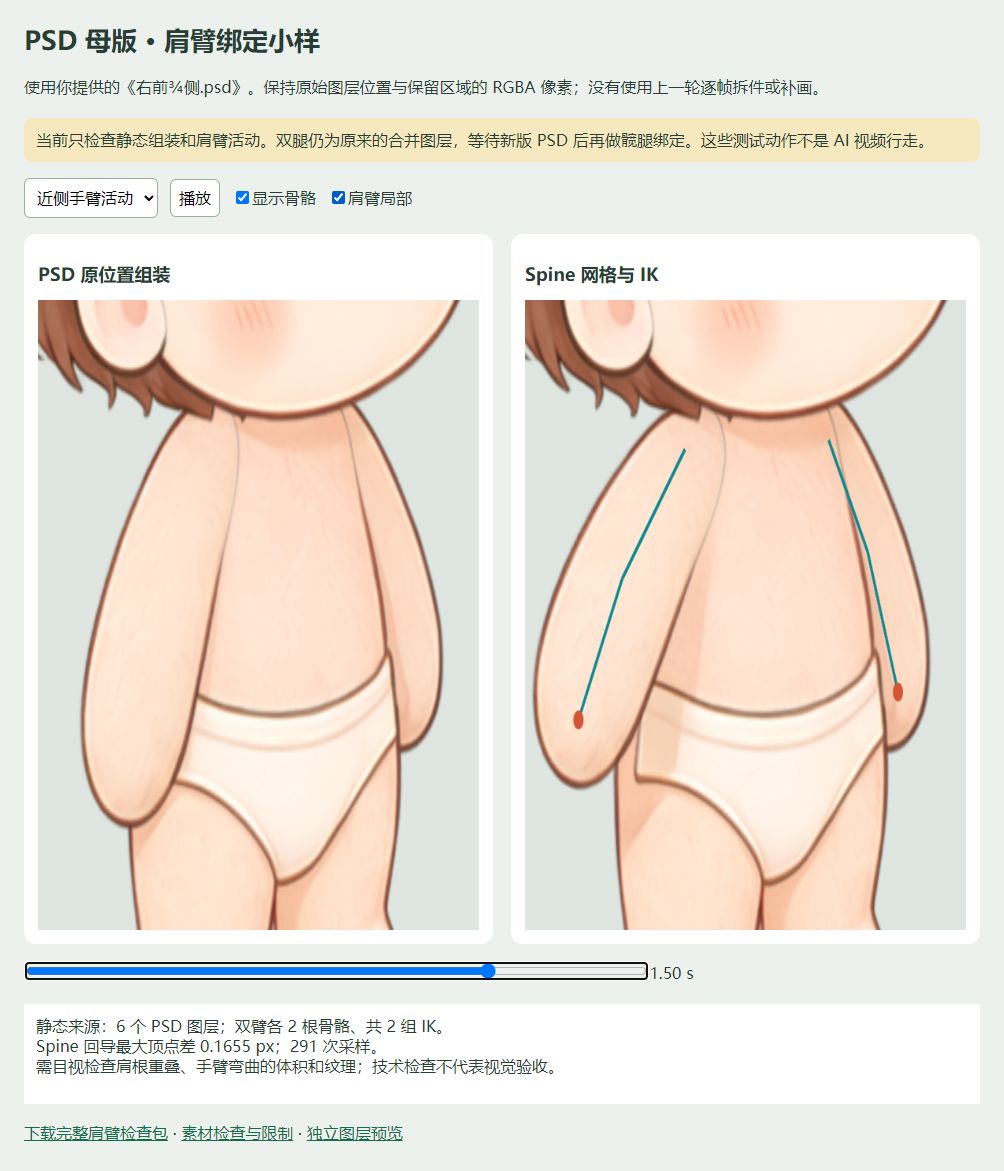 PSD 母版 · 肩臂绑定小样
使用你提供的《右前¾侧.psd》。保持原始图层位置与保留区域的 RGBA 像素；没有使用上一轮逐帧拆件或补画。
当前只检查静态组装和肩臂活动。双腿仍为原来的合并图层，等待新版 PSD 后再做髋腿绑定。这些测试动作不是 AI 视频行走。
近侧手臂活动 播放 显示骨骼 肩臂局部
PSD 原位置组装
Spine 网格与 IK
1.50 s
静态来源：6 个 PSD 图层；双臂各 2 根骨骼、共 2 组 IK。
Spine 回导最大顶点差 0.1655 px；291 次采样。
需目视检查肩根重叠、手臂弯曲的体积和纹理；技术检查不代表视觉验收。
下载完整肩臂检查包 · 素材检查与限制 · 独立图层预览